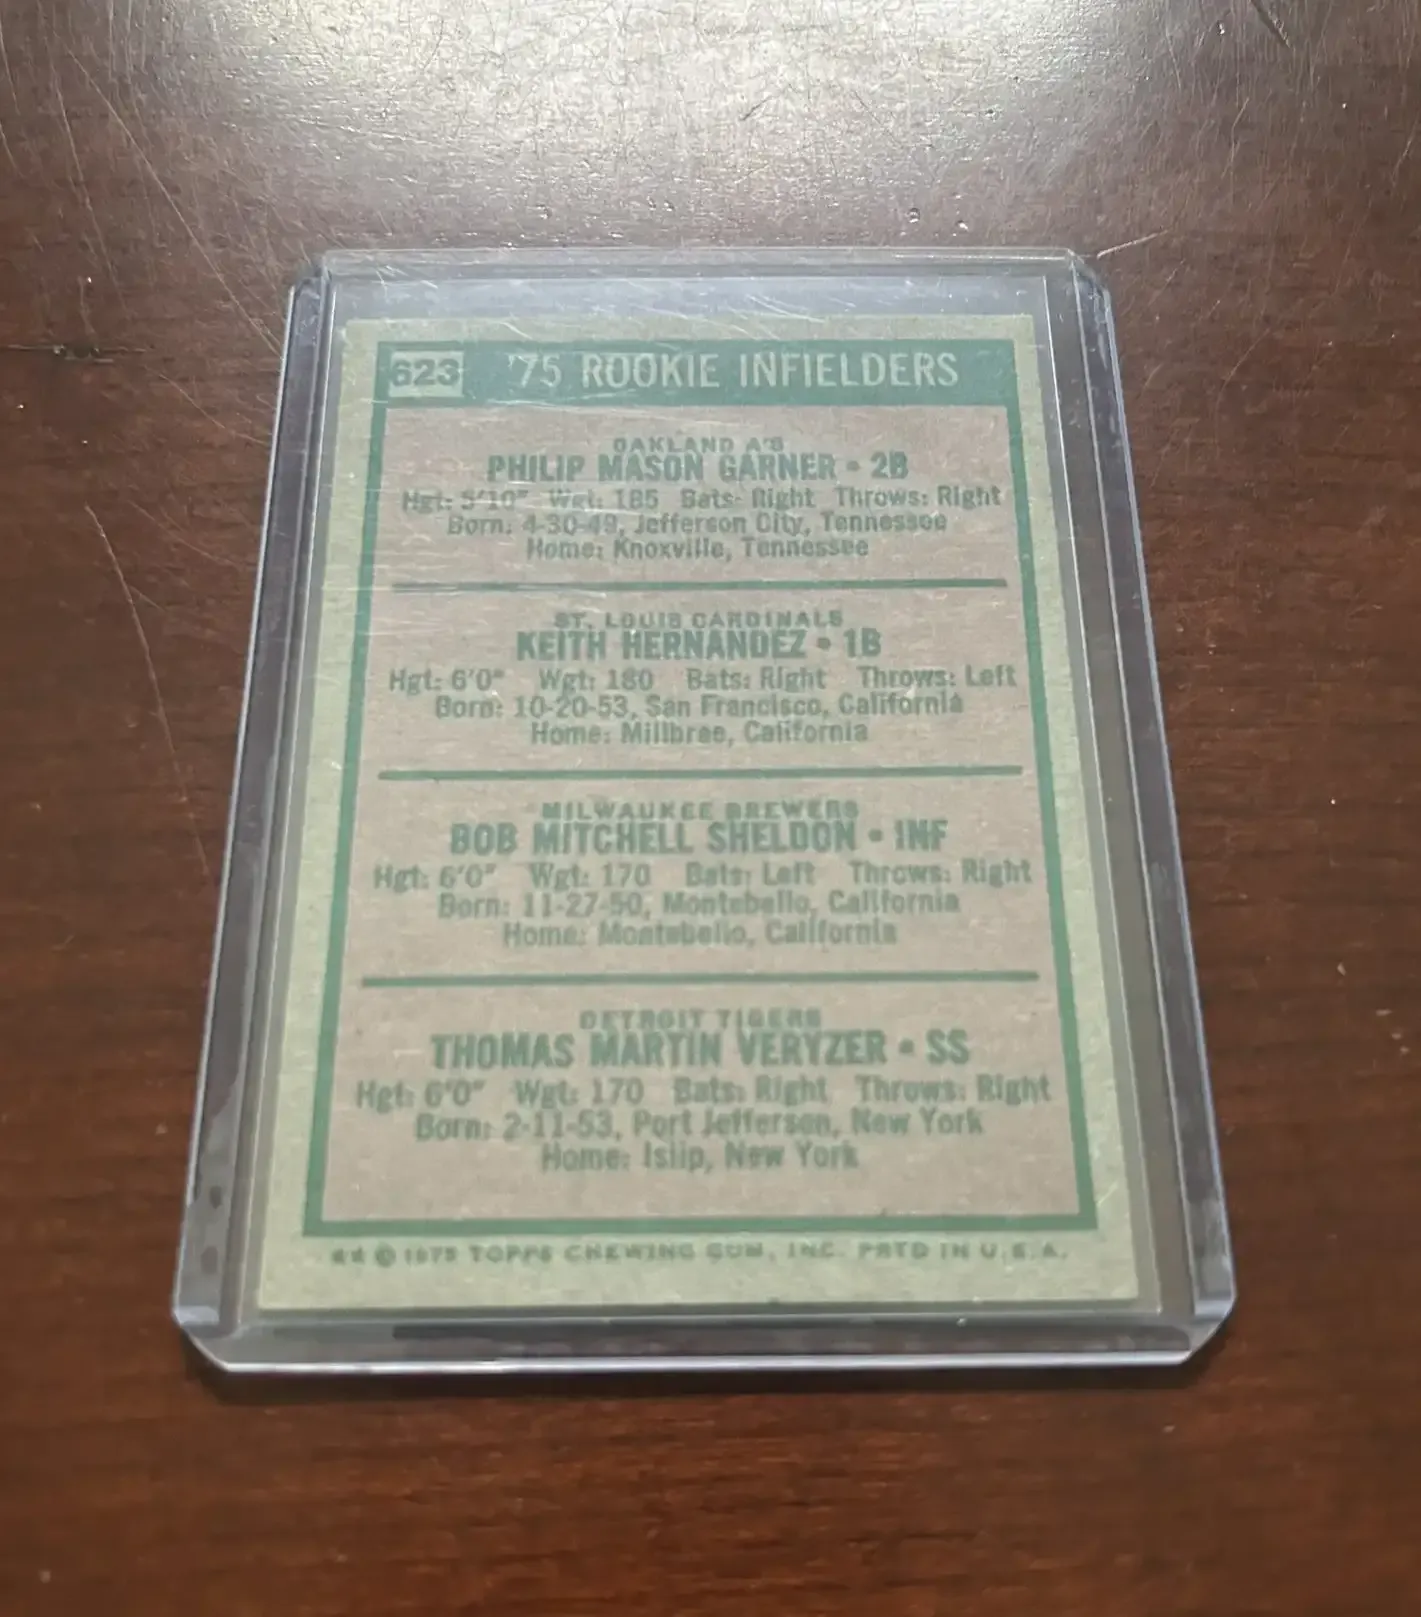 623 '75 ROOKIE INFIELDERS
OAKLAND A'S
PHILIP MASON GARNER • 2B
Hgt: 5'10" Wgt: 185 Bats: Right Throws: Right
Born: 4-30-49, Jefferson City, Tennessee
Home: Knoxville, Tennessee
ST. LOUIS CARDINALS
KEITH HERNANDEZ • 1B
Hgt: 6'0" Wgt: 180 Bats: Right Throws: Left
Born: 10-20-53, San Francisco, California
Home: Millbrae, California
MILWAUKEE BREWERS
BOB MITCHELL SHELDON • INF
Hgt: 6'0" Wgt: 170 Bats: Left Throws: Right
Born: 11-27-50, Montebello, California
Home: Montebello, California
DETROIT TIGERS
THOMAS MARTIN VERYZER • SS
Hgt: 6'0" Wgt: 170 Bats: Right Throws: Right
Born: 2-11-53, Port Jefferson, New York
Home: Islip, New York
** © 1975 TOPPS CHEWING GUM, INC. PRTD IN U.S.A.